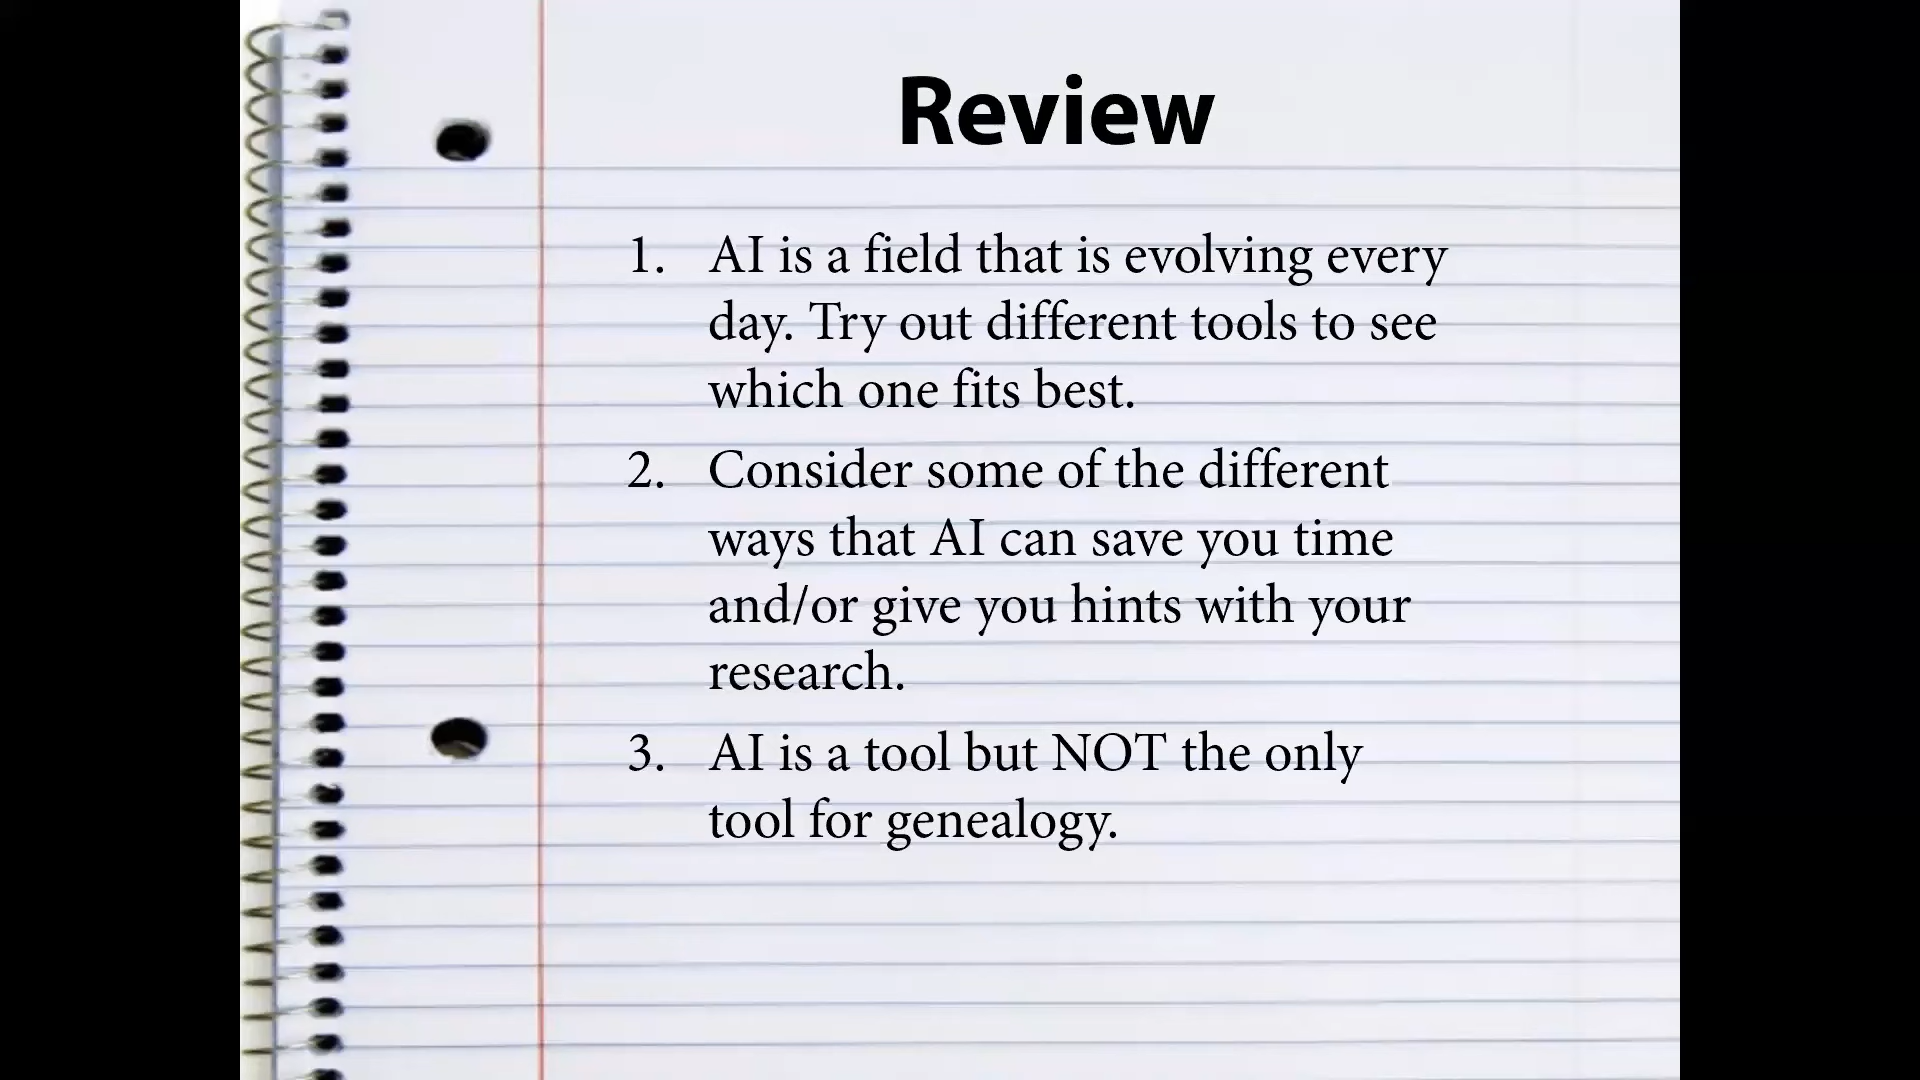 Review
1. AI is a field that is evolving every
day. Try out different tools to see
which one fits best.
2. Consider some of the different
ways that AI can save you time
and/or give you hints with your
research.
3. AI is a tool but NOT the only
tool for genealogy.